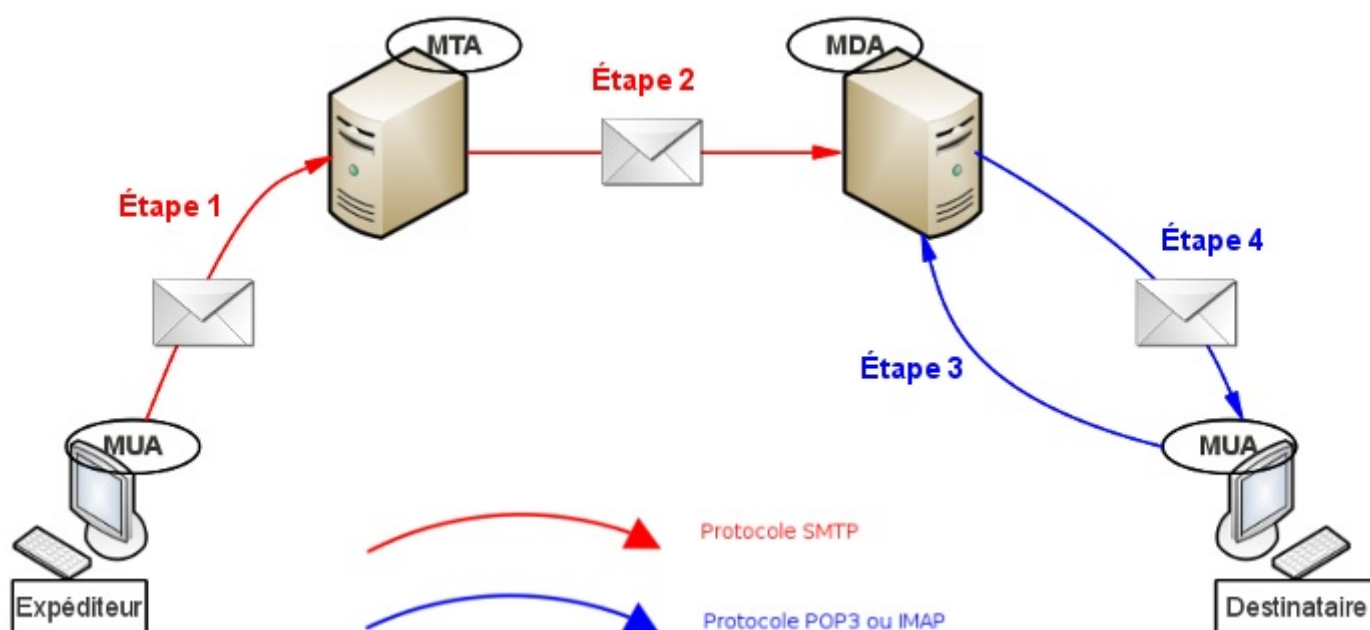 MTA
MDA
Étape 2
Étape 1
Étape 4
Étape 3
MUA
MUA
Protocole SMTP
Expéditeur
Destinataire
Protocole POP3 ou IMAP